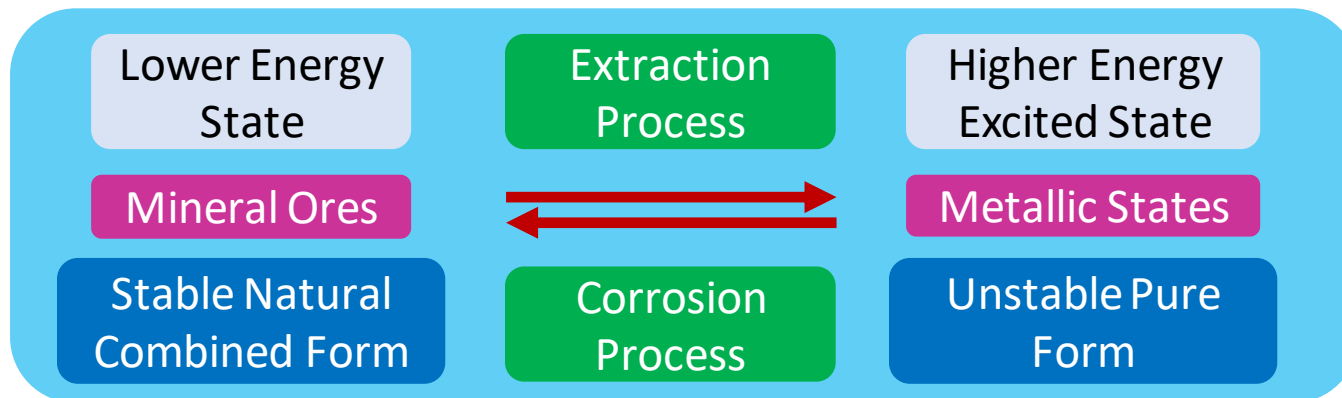 Lower Energy
State
Extraction
Process
Higher Energy
Excited State
Mineral Ores
Metallic States
Stable Natural
Combined Form
Corrosion
Process
Unstable Pure
Form